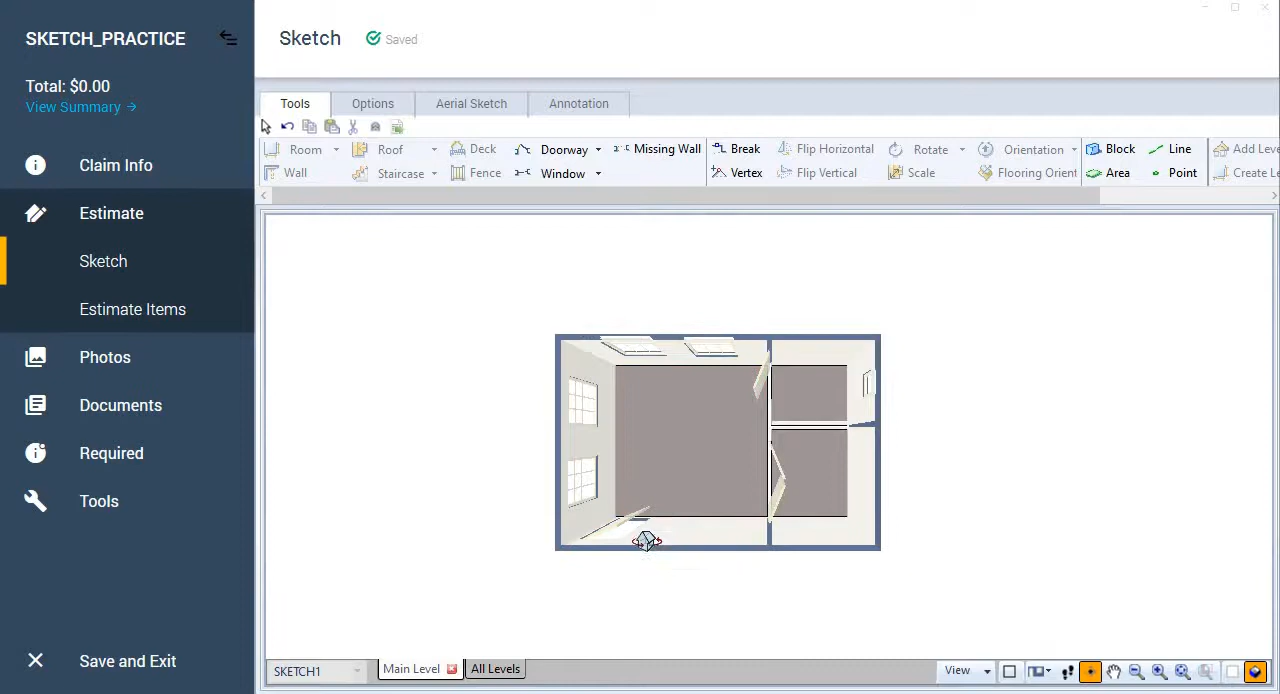 SKETCH_PRACTICE
Total: $0.00
View Summary →
Claim Info
Estimate
Sketch
Estimate Items
Photos
Documents
Required
Tools
Save and Exit
Sketch
Saved
Tools
Options
Aerial Sketch
Annotation
Room
Roof
Deck
Doorway
Missing Wall
Break
Flip Horizontal
Rotate
Orientation
Block
Line
Add Leve
Wall
Staircase
Fence
Window
Vertex
Flip Vertical
Scale
Flooring Orient
Area
Point
Create Le
SKETCH1
Main Level
All Levels
View